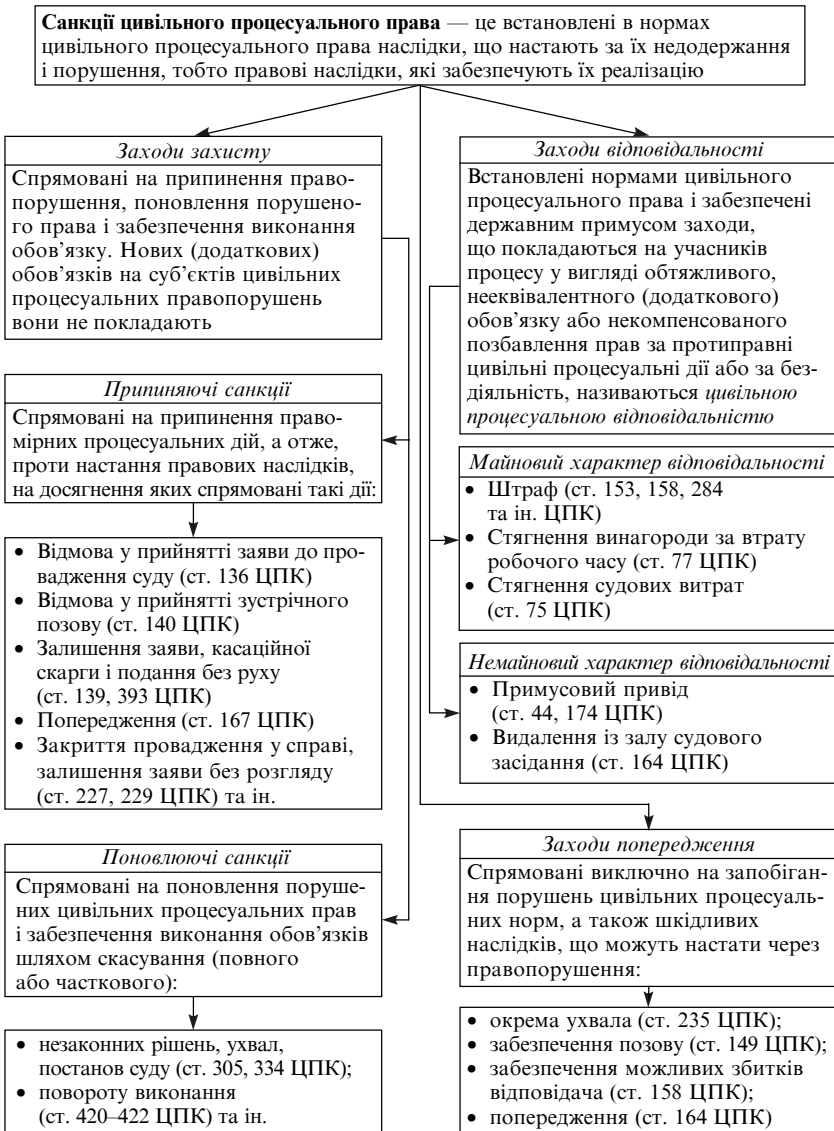 Санкції цивільного процесуального права — це встановлені в нормах
цивільного процесуального права наслідки, що настають за їх недодержання
і порушення, тобто правові наслідки, які забезпечують їх реалізацію
Заходи захисту
Спрямовані на припинення право-
порушення, поновлення порушено-
го права і забезпечення виконання
обов’язку. Нових (додаткових)
обов’язків на суб’єктів цивільних
процесуальних правопорушень
вони не покладають
Припиняючі санкції
Спрямовані на припинення право-
мірних процесуальних дій, а отже,
проти настання правових наслідків,
на досягнення яких спрямовані такі дії:
• Відмова у прийнятті заяви до про-
вадження суду (ст. 136 ЦПК)
• Відмова у прийнятті зустрічного
позову (ст. 140 ЦПК)
• Залишення заяви, касаційної
скарги і подання без руху
(ст. 139, 393 ЦПК)
• Попередження (ст. 167 ЦПК)
• Закриття провадження у справі,
залишення заяви без розгляду
(ст. 227, 229 ЦПК) та ін.
Поновлюючі санкції
Спрямовані на поновлення поруше-
них цивільних процесуальних прав
і забезпечення виконання обов’язків
шляхом скасування (повного
або часткового):
• незаконних рішень, ухвал,
постанов суду (ст. 305, 334 ЦПК);
• повороту виконання
(ст. 420–422 ЦПК) та ін.
Заходи відповідальності
Встановлені нормами цивільного
процесуального права і забезпечені
державним примусом заходи,
що покладаються на учасників
процесу у вигляді обтяжливого,
нееквівалентного (додаткового)
обов’язку або некомпенсованого
позбавлення прав за протиправні
цивільні процесуальні дії або за без-
діяльність, називаються цивільною
процесуальною відповідальністю
Майновий характер відповідальності
• Штраф (ст. 153, 158, 284
та ін. ЦПК)
• Стягнення винагороди за втрату
робочого часу (ст. 77 ЦПК)
• Стягнення судових витрат
(ст. 75 ЦПК)
Немайновий характер відповідальності
• Примусовий привід
(ст. 44, 174 ЦПК)
• Видалення із залу судового
засідання (ст. 164 ЦПК)
Заходи попередження
Спрямовані виключно на запобіган-
ня порушень цивільних процесуаль-
них норм, а також шкідливих
наслідків, що можуть настати через
правопорушення:
• окрема ухвала (ст. 235 ЦПК);
• забезпечення позову (ст. 149 ЦПК);
• забезпечення можливих збитків
відповідача (ст. 158 ЦПК);
• попередження (ст. 164 ЦПК)